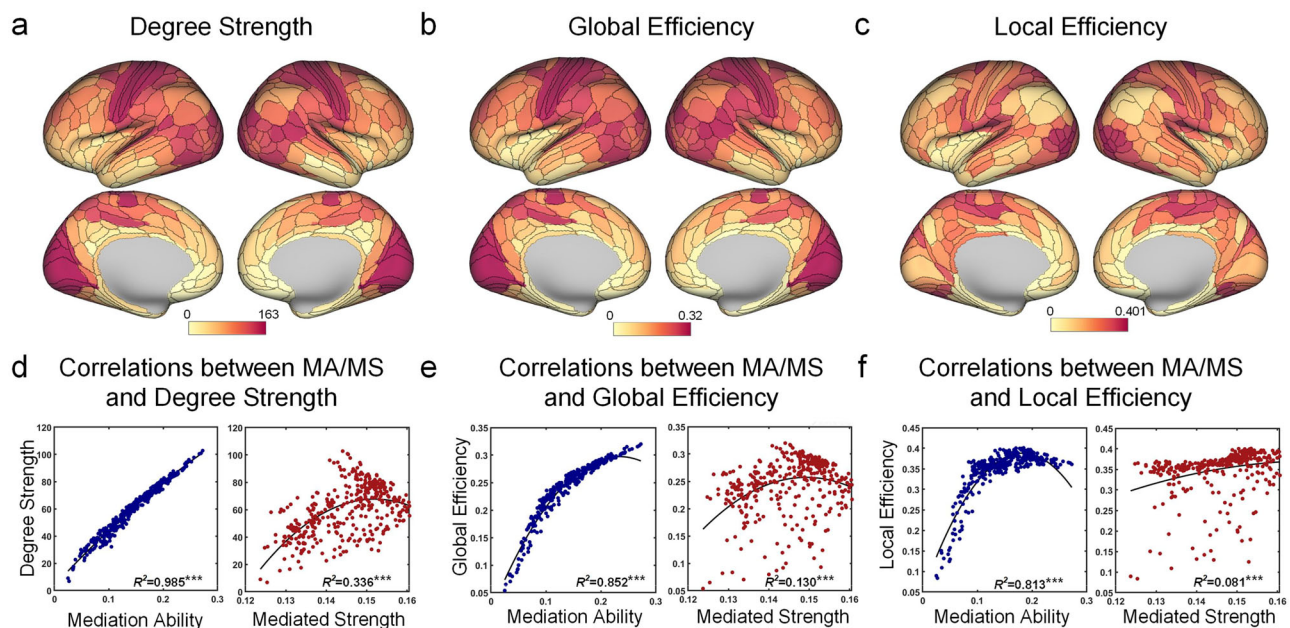 a Degree Strength
b Global Efficiency
c Local Efficiency
0 163
0 0.32
0 0.401
d Correlations between MA/MS
and Degree Strength
e Correlations between MA/MS
and Global Efficiency
f Correlations between MA/MS
and Local Efficiency
Degree Strength
120
100
80
60
40
20
0
R²=0.985***
0 0.1 0.2 0.3
Mediation Ability
120
100
80
60
40
20
0
R²=0.336***
0.12 0.13 0.14 0.15 0.16
Mediated Strength
Global Efficiency
0.35
0.3
0.25
0.2
0.15
0.1
0.05
R²=0.852***
0 0.1 0.2 0.3
Mediation Ability
0.35
0.3
0.25
0.2
0.15
0.1
0.05
R²=0.130***
0.12 0.13 0.14 0.15 0.16
Mediated Strength
Local Efficiency
0.45
0.4
0.35
0.3
0.25
0.2
0.15
0.1
0.05
R²=0.813***
0 0.1 0.2 0.3
Mediation Ability
0.45
0.4
0.35
0.3
0.25
0.2
0.15
0.1
0.05
R²=0.081***
0.12 0.13 0.14 0.15 0.16
Mediated Strength